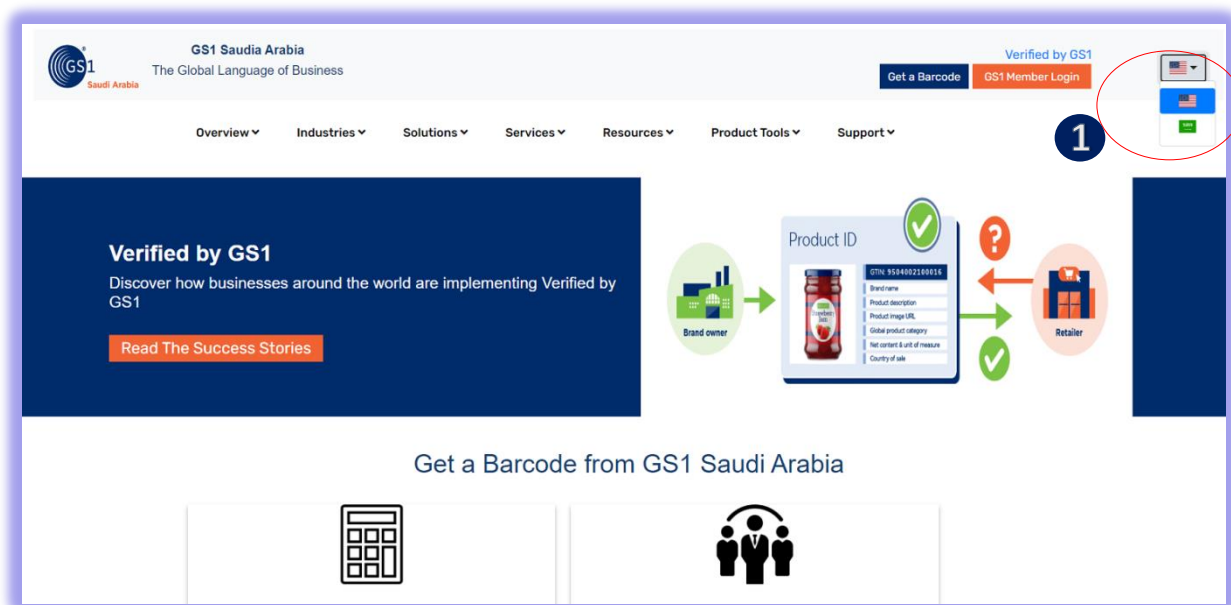 GS1
Saudi Arabia
GS1 Saudia Arabia
The Global Language of Business
Verified by GS1
Get a Barcode
GS1 Member Login
Overview
Industries
Solutions
Services
Resources
Product Tools
Support
1
Verified by GS1
Discover how businesses around the world are implementing Verified by
GS1
Read The Success Stories
Brand owner
Product ID
GTIN: 9504002100016
Brand name
Product description
Product image URL
Global product category
Net content & unit of measure
Country of sale
Strawberry
Jam
?
Retailer
Get a Barcode from GS1 Saudi Arabia